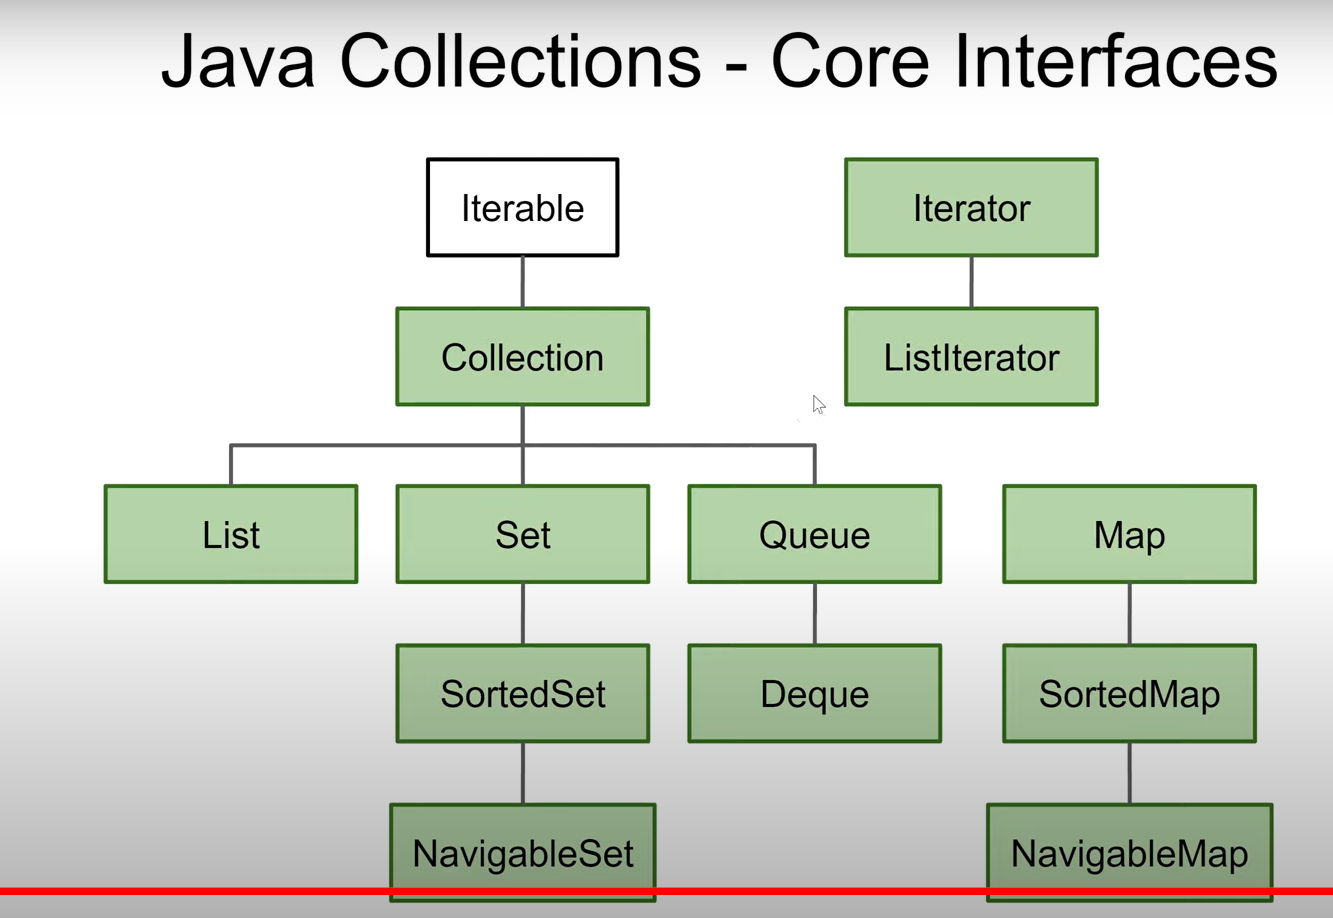 Java Collections - Core Interfaces
Iterable
Iterator
Collection
ListIterator
List
Set
Queue
Map
SortedSet
Deque
SortedMap
NavigableSet
NavigableMap